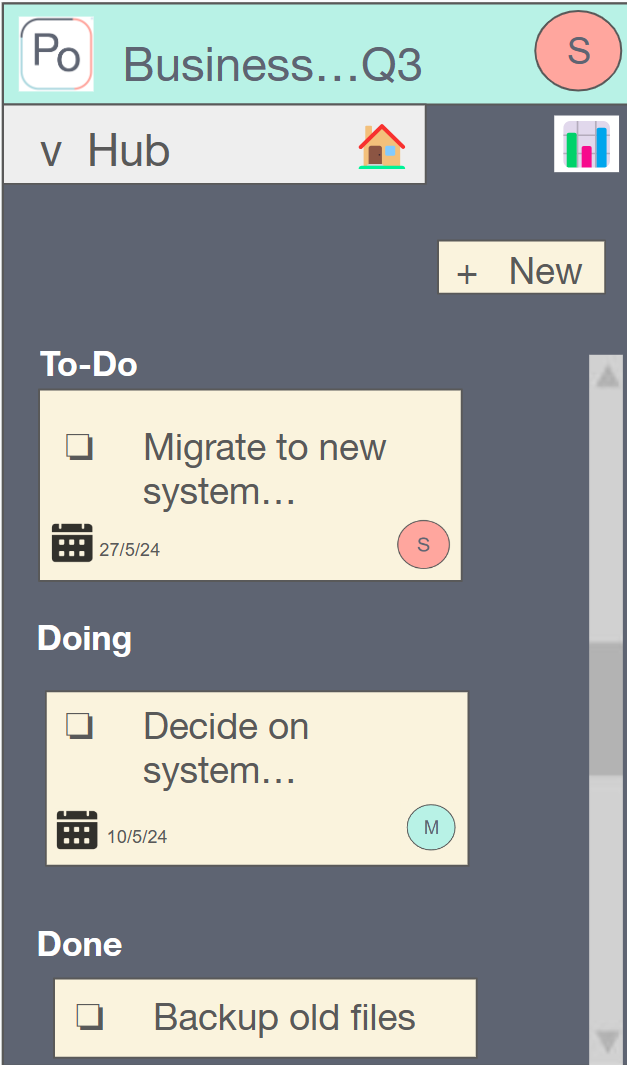 Po
Business...Q3
S
v Hub
+ New
To-Do
Migrate to new
system...
27/5/24
S
Doing
Decide on
system...
10/5/24
M
Done
Backup old files